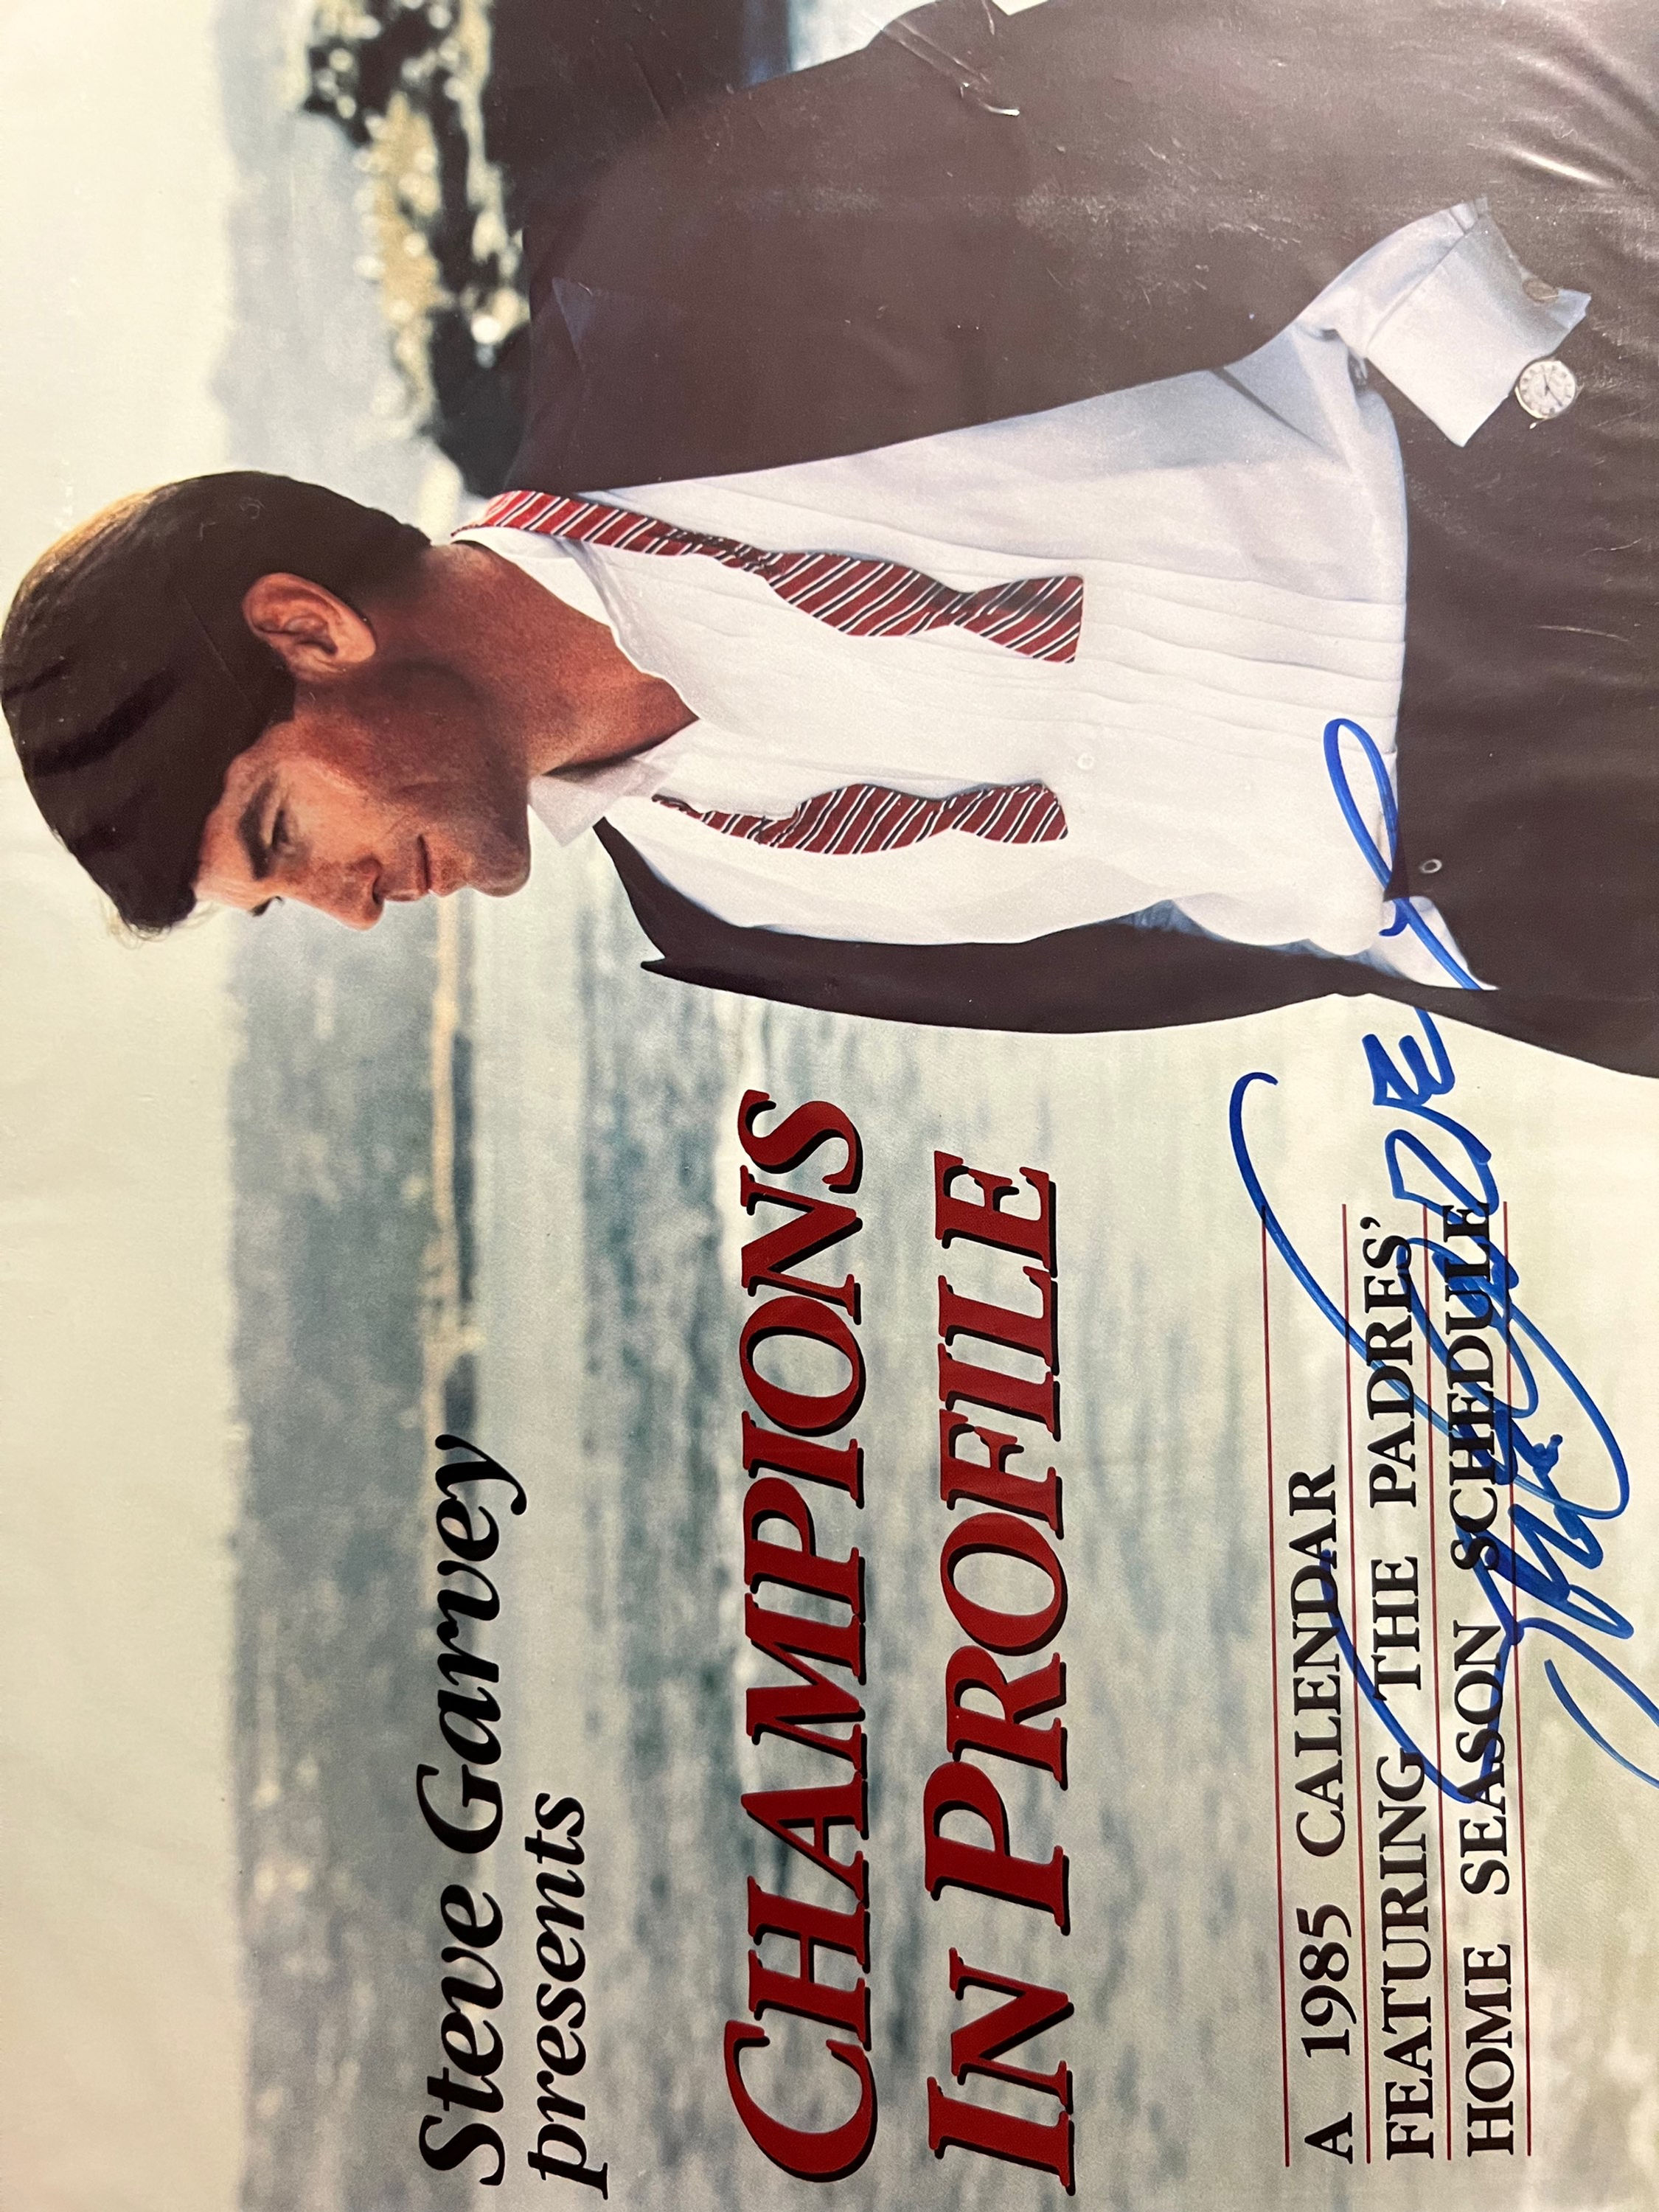 Steve Garvey
presents
CHAMPIONS
IN PROFILE
A 1985 CALENDAR
FEATURING THE PADRES'
HOME SEASON SCHEDULE